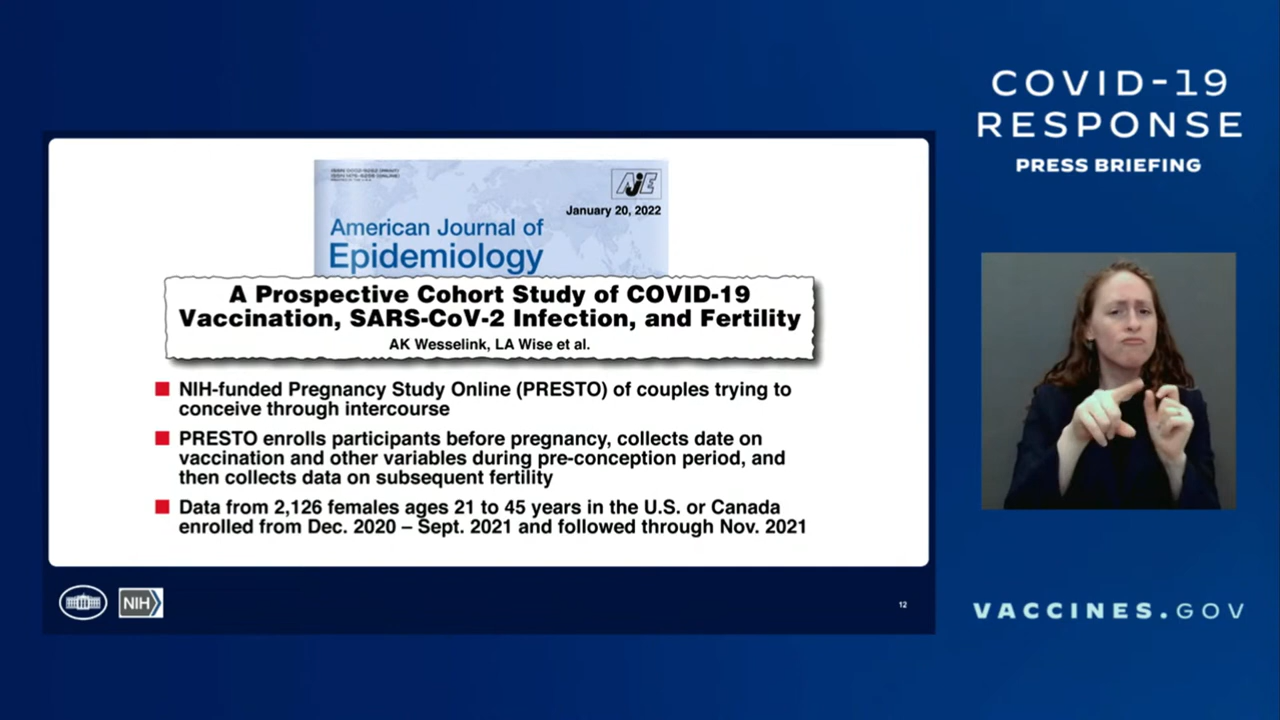 COVID-19
RESPONSE
PRESS BRIEFING
AJE
January 20, 2022
American Journal of
Epidemiology
A Prospective Cohort Study of COVID-19
Vaccination, SARS-CoV-2 Infection, and Fertility
AK Wesselink, LA Wise et al.
NIH-funded Pregnancy Study Online (PRESTO) of couples trying to
conceive through intercourse
PRESTO enrolls participants before pregnancy, collects date on
vaccination and other variables during pre-conception period, and
then collects data on subsequent fertility
Data from 2,126 females ages 21 to 45 years in the U.S. or Canada
enrolled from Dec. 2020 – Sept. 2021 and followed through Nov. 2021
NIH
12
VACCINES.GOV